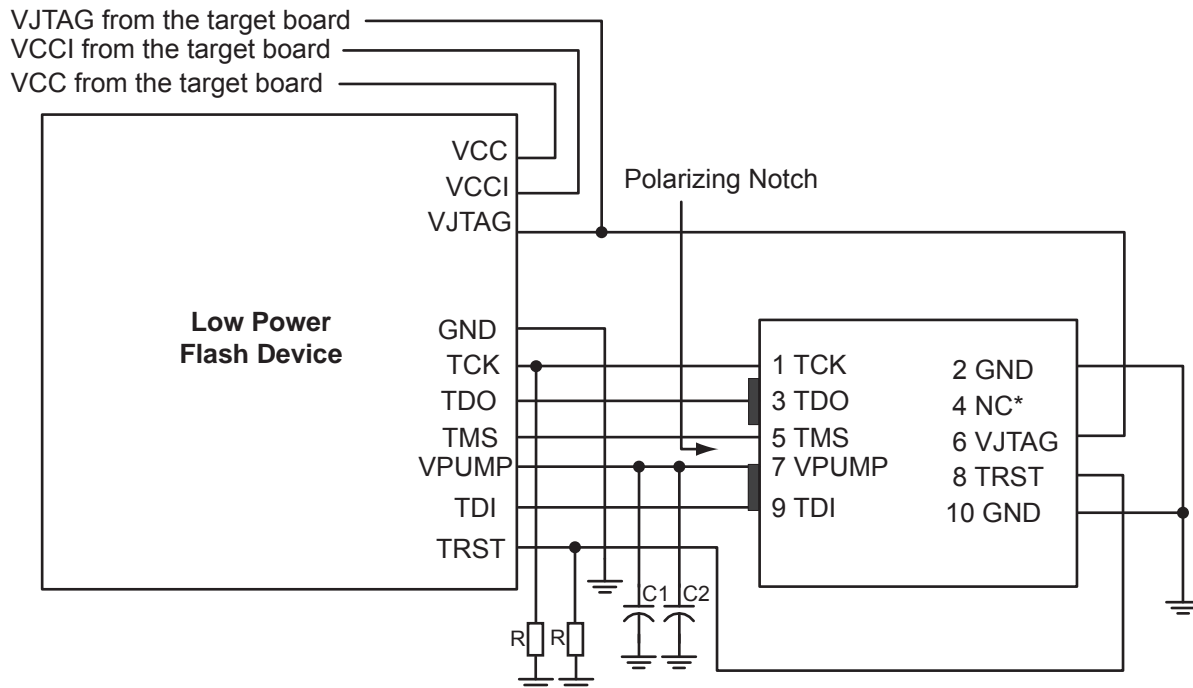 VJTAG from the target board
VCCI from the target board
VCC from the target board
VCC
VCCI
VJTAG
Polarizing Notch
Low Power
Flash Device
GND
TCK
TDO
TMS
VPUMP
TDI
TRST
1 TCK
3 TDO
5 TMS
7 VPUMP
9 TDI
2 GND
4 NC*
6 VJTAG
8 TRST
10 GND
C1
C2
R
R